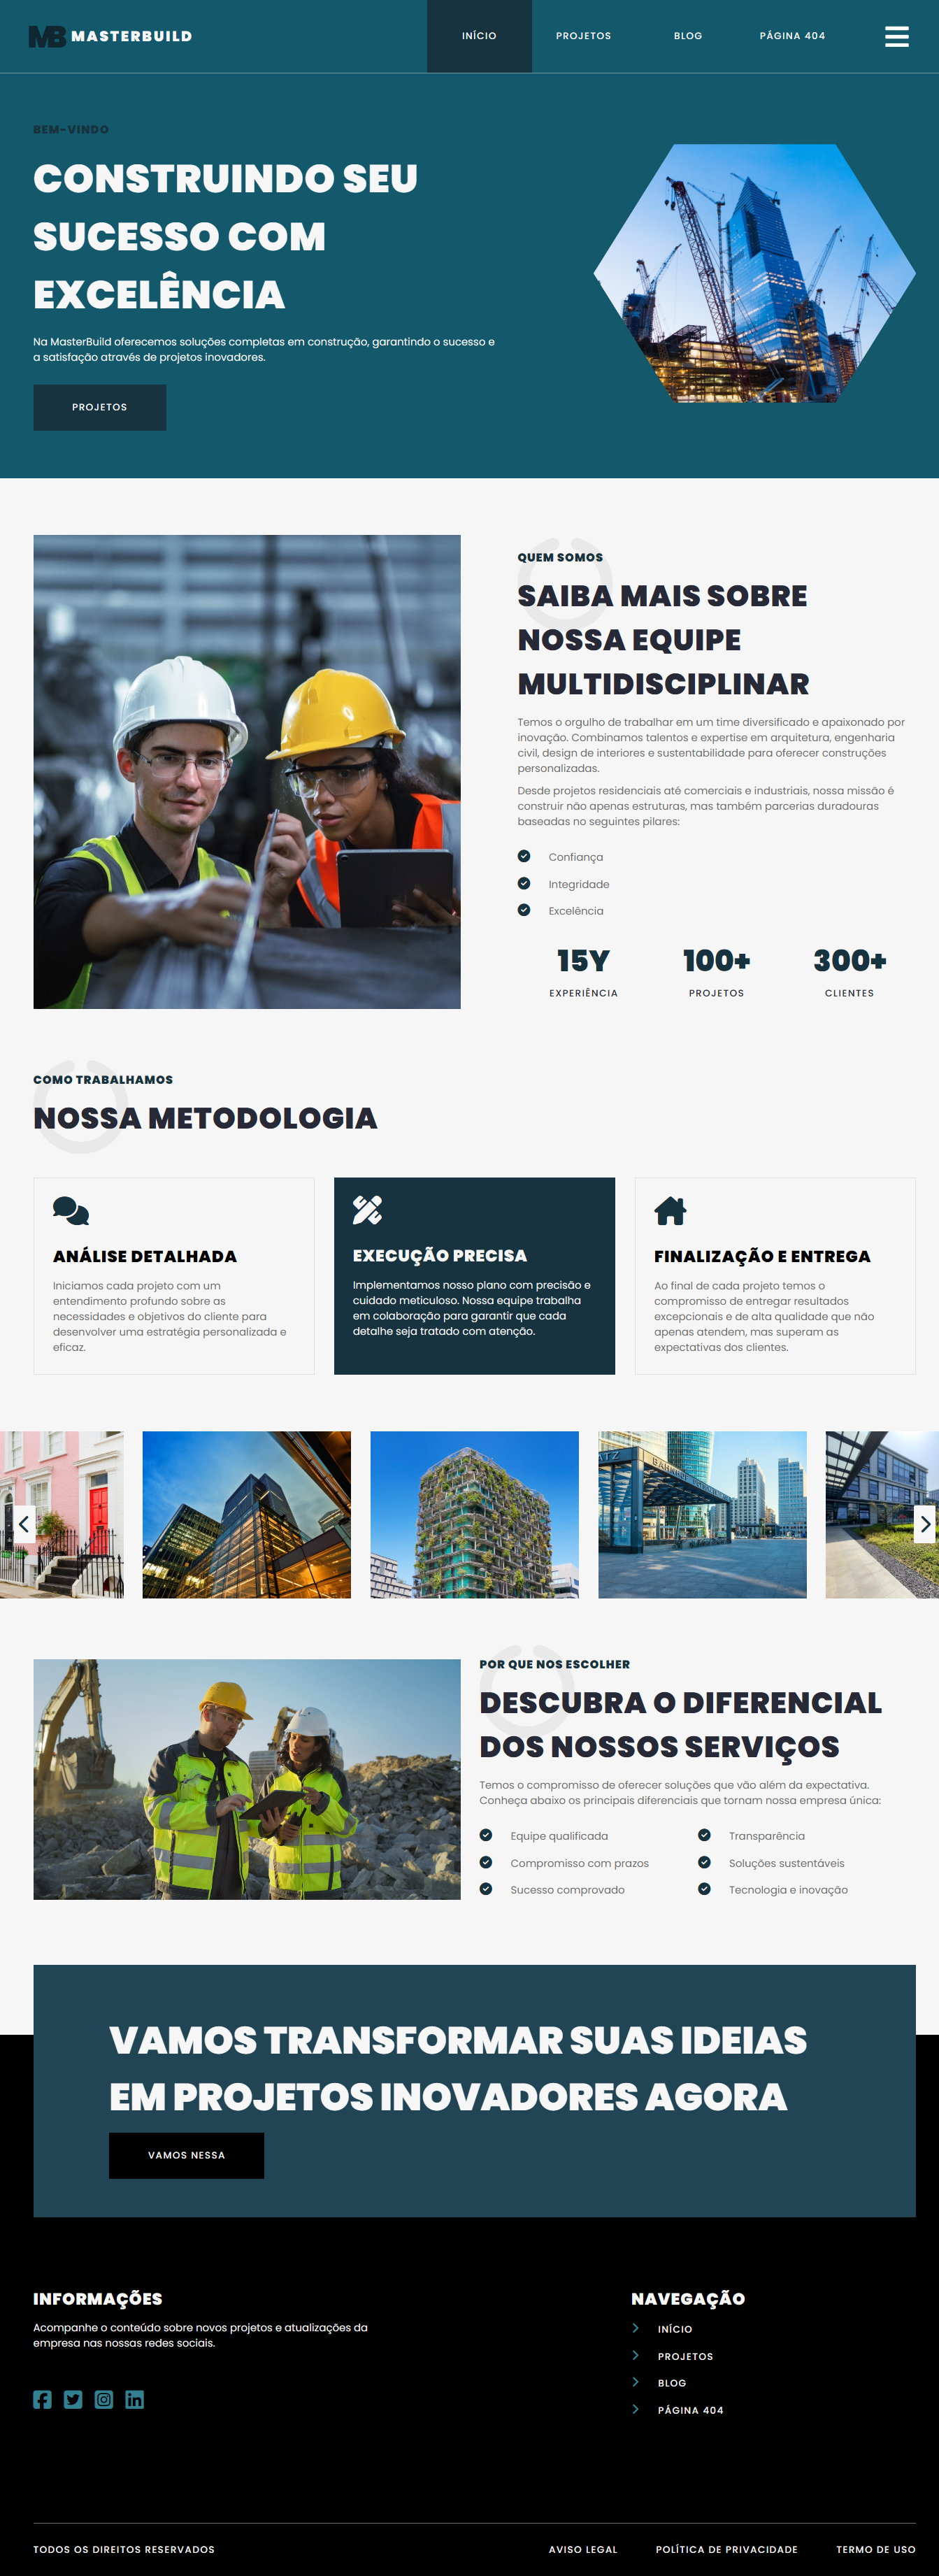 MB MASTERBUILD
INÍCIO
PROJETOS
BLOG
PÁGINA 404
BEM-VINDO
CONSTRUINDO SEU
SUCESSO COM
EXCELÊNCIA
Na MasterBuild oferecemos soluções completas em construção, garantindo o sucesso e
a satisfação através de projetos inovadores.
PROJETOS
QUEM SOMOS
SAIBA MAIS SOBRE
NOSSA EQUIPE
MULTIDISCIPLINAR
Temos o orgulho de trabalhar em um time diversificado e apaixonado por
inovação. Combinamos talentos e expertise em arquitetura, engenharia
civil, design de interiores e sustentabilidade para oferecer construções
personalizadas.
Desde projetos residenciais até comerciais e industriais, nossa missão é
construir não apenas estruturas, mas também parcerias duradouras
baseadas no seguintes pilares:
Confiança
Integridade
Excelência
15Y
EXPERIÊNCIA
100+
PROJETOS
300+
CLIENTES
COMO TRABALHAMOS
NOSSA METODOLOGIA
ANÁLISE DETALHADA
Iniciamos cada projeto com um
entendimento profundo sobre as
necessidades e objetivos do cliente para
desenvolver uma estratégia personalizada e
eficaz.
EXECUÇÃO PRECISA
Implementamos nosso plano com precisão e
cuidado meticuloso. Nossa equipe trabalha
em colaboração para garantir que cada
detalhe seja tratado com atenção.
FINALIZAÇÃO E ENTREGA
Ao final de cada projeto temos o
compromisso de entregar resultados
excepcionais e de alta qualidade que não
apenas atendem, mas superam as
expectativas dos clientes.
POR QUE NOS ESCOLHER
DESCUBRA O DIFERENCIAL
DOS NOSSOS SERVIÇOS
Temos o compromisso de oferecer soluções que vão além da expectativa.
Conheça abaixo os principais diferenciais que tornam nossa empresa única:
Equipe qualificada
Compromisso com prazos
Sucesso comprovado
Transparência
Soluções sustentáveis
Tecnologia e inovação
VAMOS TRANSFORMAR SUAS IDEIAS
EM PROJETOS INOVADORES AGORA
VAMOS NESSA
INFORMAÇÕES
Acompanhe o conteúdo sobre novos projetos e atualizações da
empresa nas nossas redes sociais.
NAVEGAÇÃO
INÍCIO
PROJETOS
BLOG
PÁGINA 404
TODOS OS DIREITOS RESERVADOS
AVISO LEGAL
POLÍTICA DE PRIVACIDADE
TERMO DE USO